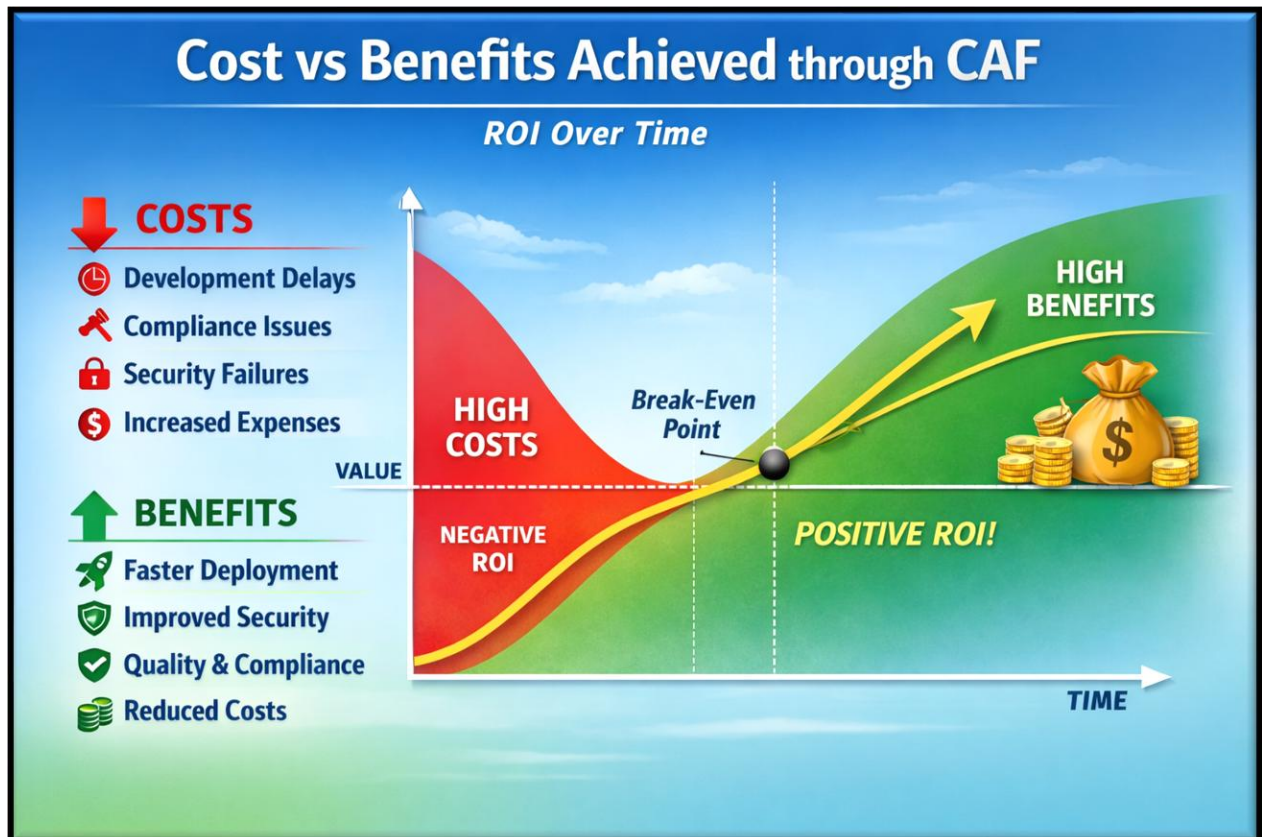 Cost vs Benefits Achieved through CAF
ROI Over Time
COSTS
Development Delays
Compliance Issues
Security Failures
$ Increased Expenses
BENEFITS
Faster Deployment
Improved Security
Quality & Compliance
Reduced Costs
VALUE
HIGH
COSTS
NEGATIVE
ROI
Break-Even
Point
HIGH
BENEFITS
$
POSITIVE ROI!
TIME